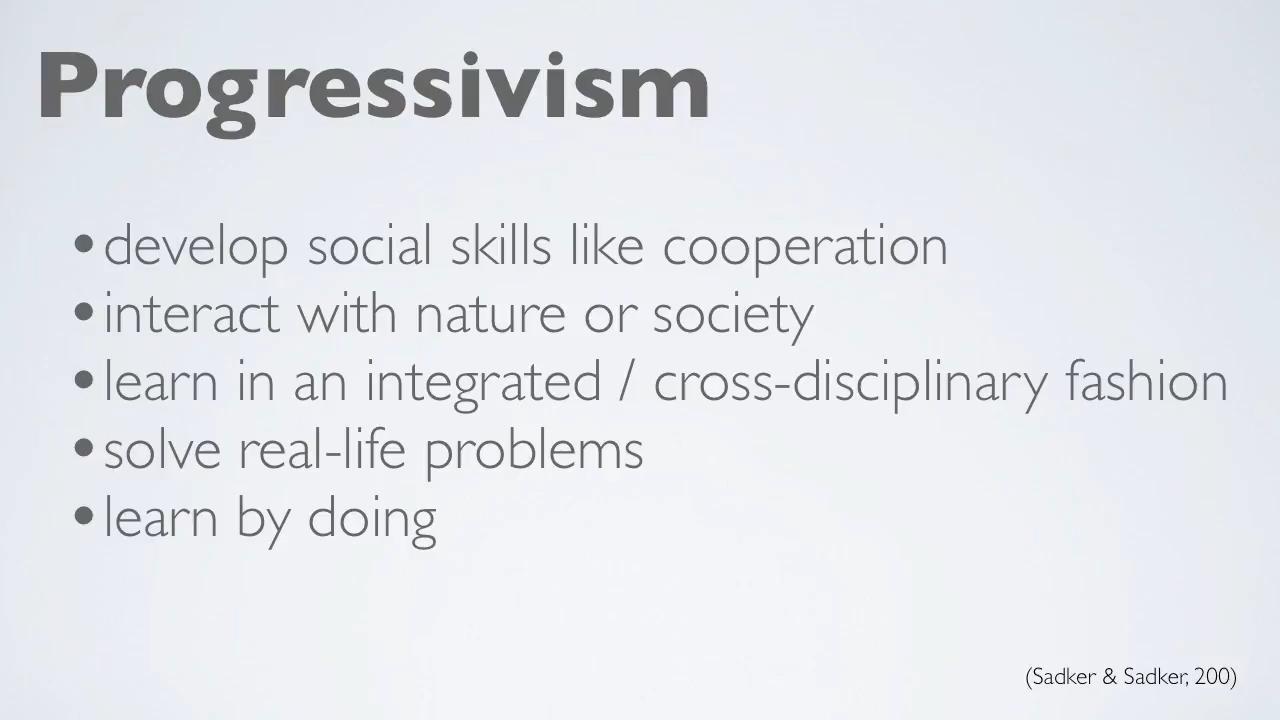 Progressivism
•develop social skills like cooperation
•interact with nature or society
•learn in an integrated / cross-disciplinary fashion
•solve real-life problems
•learn by doing
(Sadker & Sadker, 200)